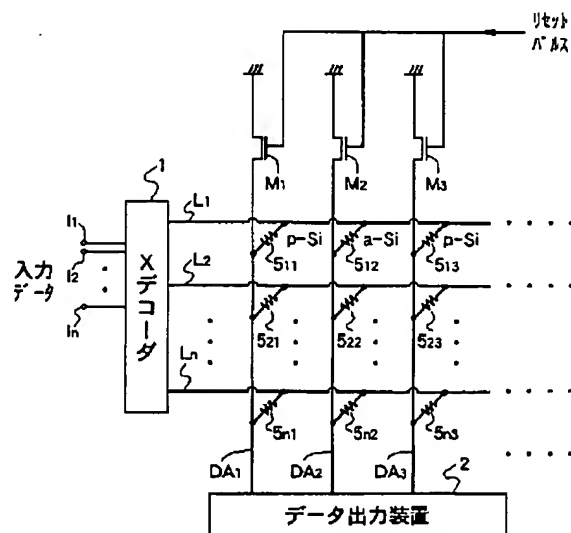 リセット
パルス
M1 M2 M3
1
L1
I1
p-Si a-Si p-Si
I2
511 512 513
入力
データ
Xデコーダ
L2
In
521 522 523
Ln
5n1 5n2 5n3
DA1 DA2 DA3
2
データ出力装置